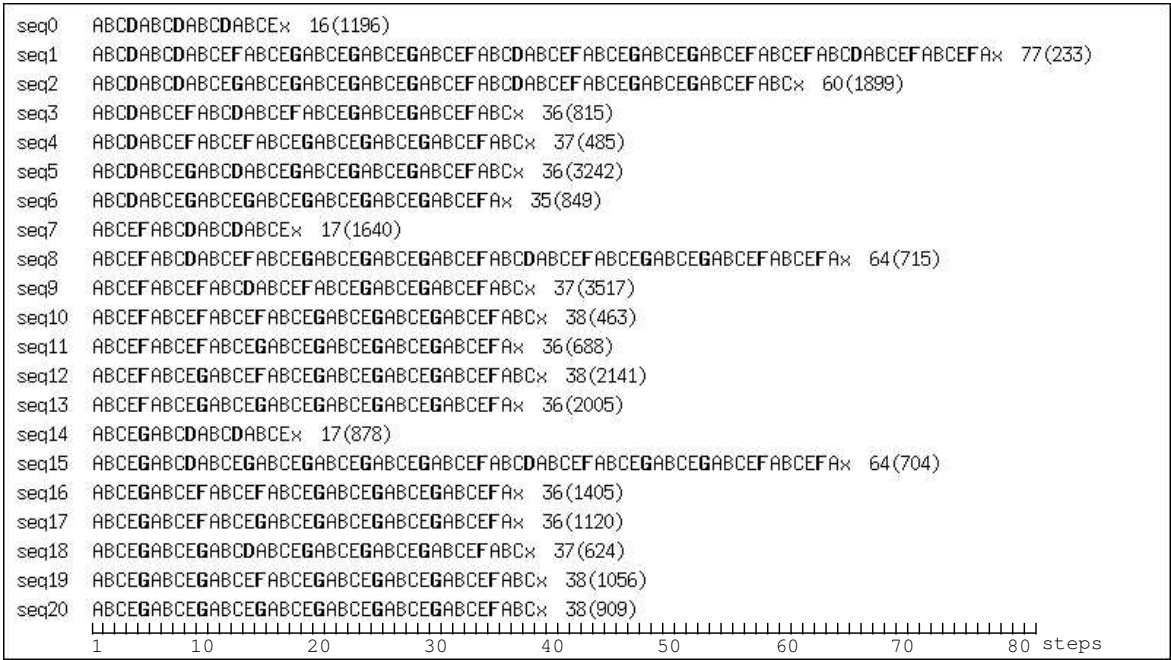 seq0 ABCDABCDABCDABCEx 16(1196)
seq1 ABCDABCDABCEFABCEGABCEGABCEGABCEFABCDABCEFABCEGABCEGABCEFABCEFABCDABCEFABCEFAx 77(233)
seq2 ABCDABCDABCEGABCEGABCEGABCEGABCEFABCDABCEFABCEGABCEGABCEFABCx 60(1899)
seq3 ABCDABCEFABCDABCEFABCEGABCEGABCEFABCx 36(815)
seq4 ABCDABCEFABCEFABCEGABCEGABCEGABCEFABCx 37(485)
seq5 ABCDABCEGABCDABCEGABCEGABCEGABCEFABCx 36(3242)
seq6 ABCDABCEGABCEGABCEGABCEGABCEGABCEFAx 35(849)
seq7 ABCEFABCDABCDABCEx 17(1640)
seq8 ABCEFABCDABCEFABCEGABCEGABCEGABCEFABCDABCEFABCEGABCEGABCEFABCEFAx 64(715)
seq9 ABCEFABCEFABCDABCEFABCEGABCEGABCEFABCx 37(3517)
seq10 ABCEFABCEFABCEFABCEGABCEGABCEGABCEFABCx 38(463)
seq11 ABCEFABCEFABCEGABCEGABCEGABCEGABCEFAx 36(688)
seq12 ABCEFABCEGABCEFABCEGABCEGABCEGABCEFABCx 38(2141)
seq13 ABCEFABCEGABCEGABCEGABCEGABCEGABCEFAx 36(2005)
seq14 ABCEGABCDABCDABCEx 17(878)
seq15 ABCEGABCDABCEGABCEGABCEGABCEGABCEFABCDABCEFABCEGABCEGABCEFABCEFAx 64(704)
seq16 ABCEGABCEFABCEFABCEGABCEGABCEGABCEFAx 36(1405)
seq17 ABCEGABCEFABCEGABCEGABCEGABCEGABCEFAx 36(1120)
seq18 ABCEGABCEGABCDABCEGABCEGABCEGABCEFABCx 37(624)
seq19 ABCEGABCEGABCEFABCEGABCEGABCEGABCEFABCx 38(1056)
seq20 ABCEGABCEGABCEGABCEGABCEGABCEGABCEFABCx 38(909)
1 10 20 30 40 50 60 70 80 steps